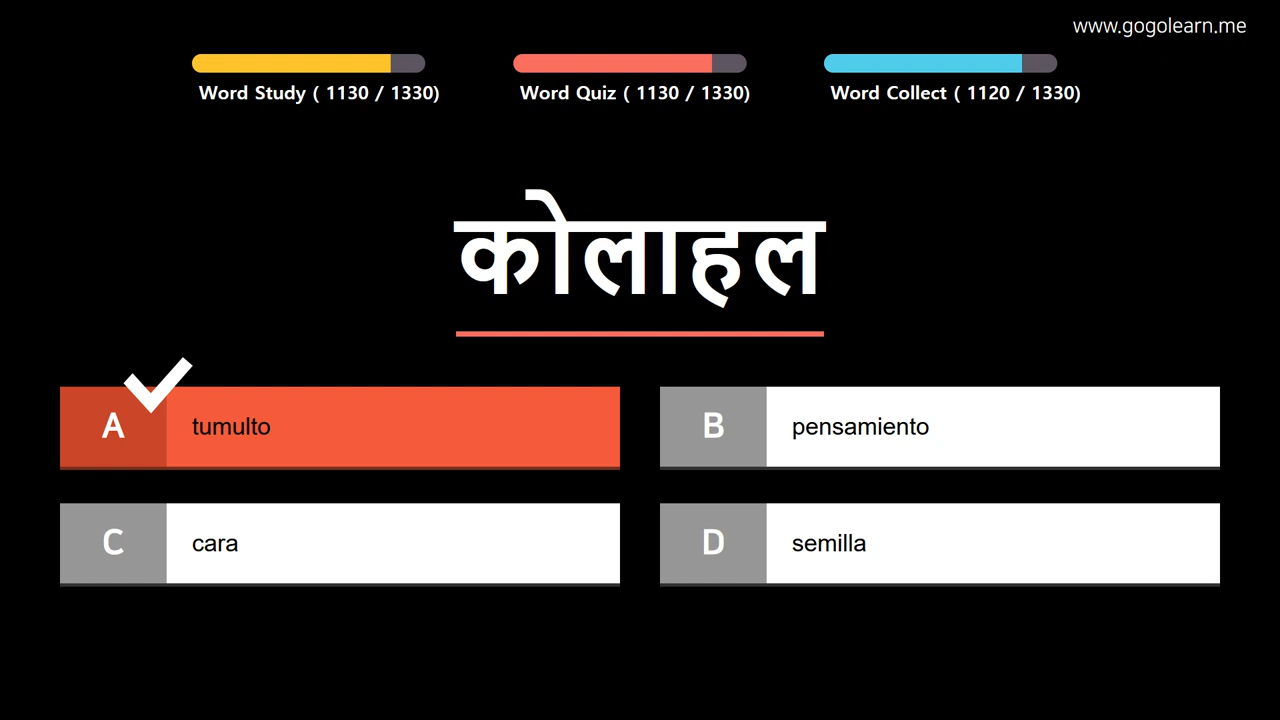 www.gogolearn.me
Word Study ( 1130 / 1330)
Word Quiz ( 1130 / 1330)
Word Collect ( 1120 / 1330)
कोलाहल
A tumulto
B pensamiento
C cara
D semilla